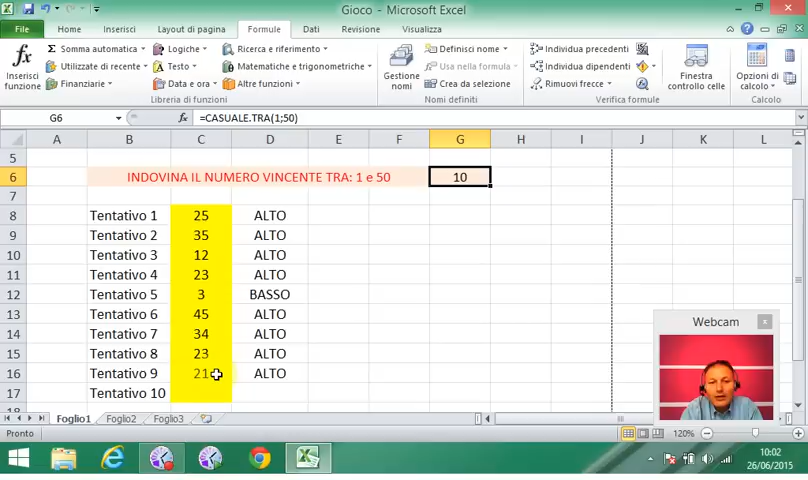 Gioco - Microsoft Excel
File Home Inserisci Layout di pagina Formule Dati Revisione Visualizza
Inserisci funzione
Somma automatica
Utilizzate di recente
Finanziarie
Logiche
Testo
Data e ora
Ricerca e riferimento
Matematiche e trigonometriche
Altre funzioni
Libreria di funzioni
Gestione nomi
Definisci nome
Usa nella formula
Crea da selezione
Nomi definiti
Individua precedenti
Individua dipendenti
Rimuovi frecce
Verifica formule
Finestra controllo celle
Opzioni di calcolo
Calcolo
G6 fx =CASUALE.TRA(1;50)
A B C D E F G H I J K L
5
6 INDOVINA IL NUMERO VINCENTE TRA: 1 e 50 10
7
8 Tentativo 1 25 ALTO
9 Tentativo 2 35 ALTO
10 Tentativo 3 12 ALTO
11 Tentativo 4 23 ALTO
12 Tentativo 5 3 BASSO
13 Tentativo 6 45 ALTO
14 Tentativo 7 34 ALTO
15 Tentativo 8 23 ALTO
16 Tentativo 9 21 ALTO
17 Tentativo 10
18
Webcam
Foglio1 Foglio2 Foglio3
Pronto 120%
10:02
26/06/2015